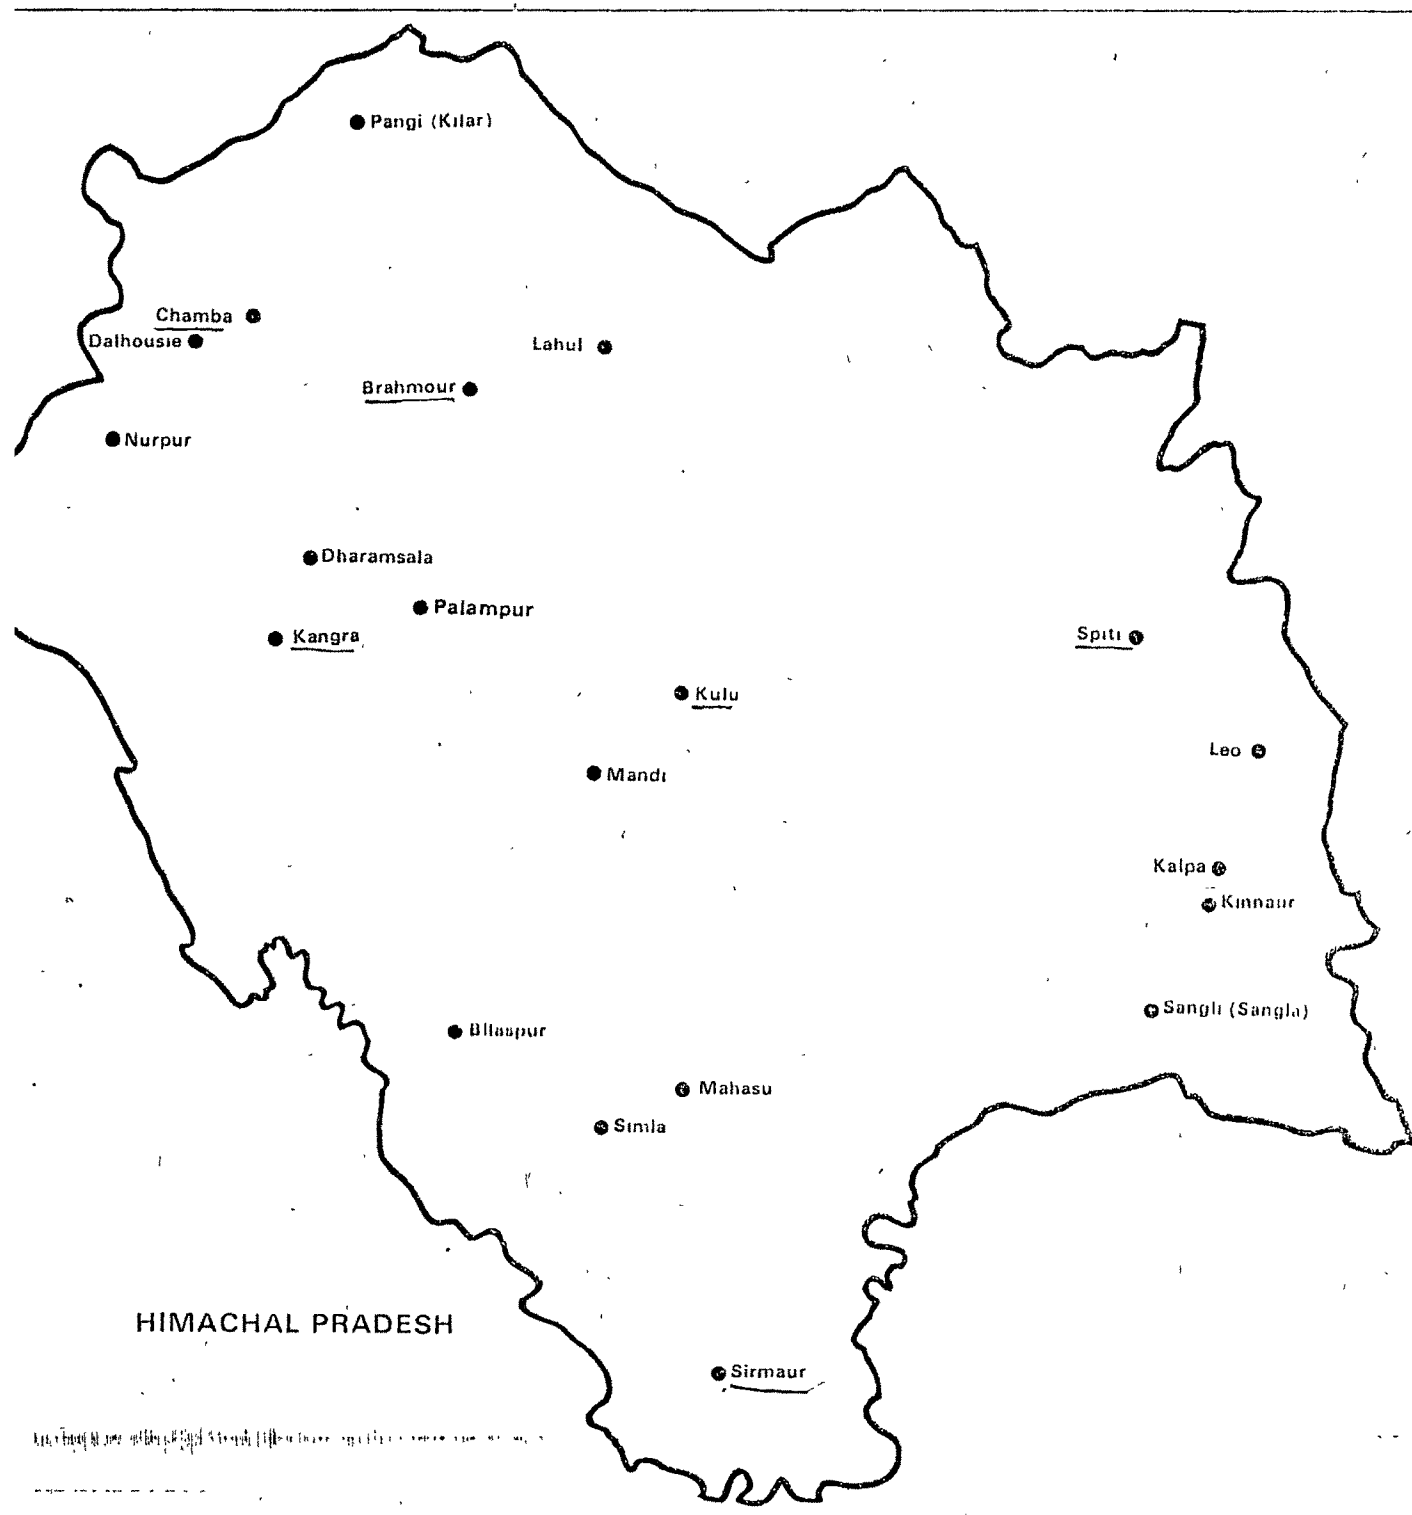 Pangi (Kilar)
Chamba
Dalhousie
Lahul
Brahmour
Nurpur
Dharamsala
Palampur
Kangra
Spiti
Kulu
Leo
Mandi
Kalpa
Kinnaur
Sangli (Sangla)
Bilaspur
Mahasu
Simla
HIMACHAL PRADESH
Sirmaur